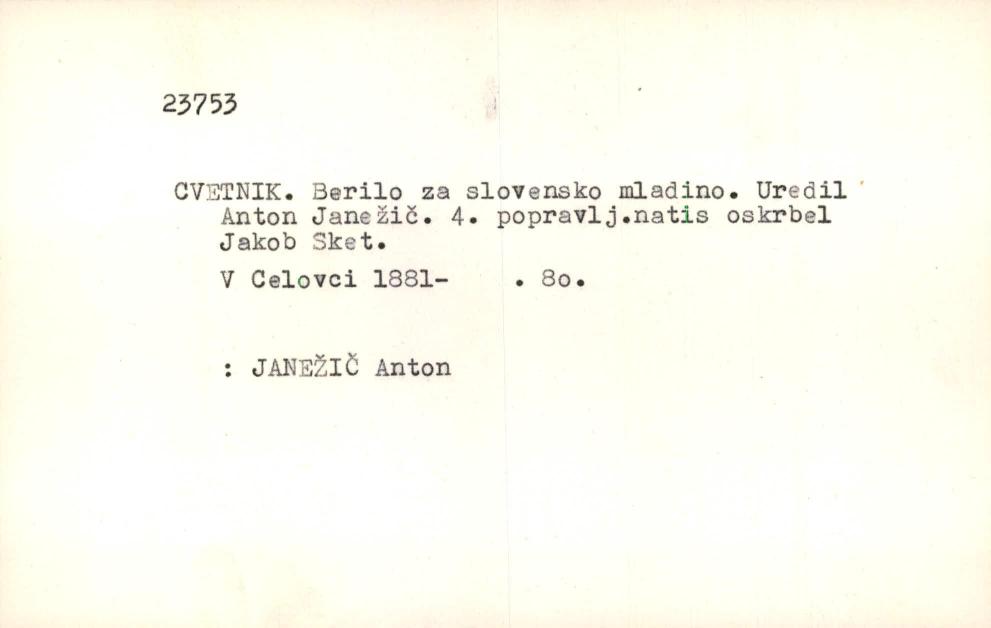 23753
CVETNIK. Berilo za slovensko mladino. Uredil
Anton Janežič. 4. popravlj.natis oskrbel
Jakob Sket.
V Celovci 1881- . 8o.
: JANEŽIČ Anton